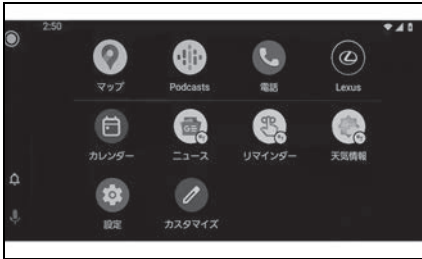 2:50
マップ Podcasts 電話 Lexus
カレンダー ニュース リマインダー 天気情報
設定 カスタマイズ